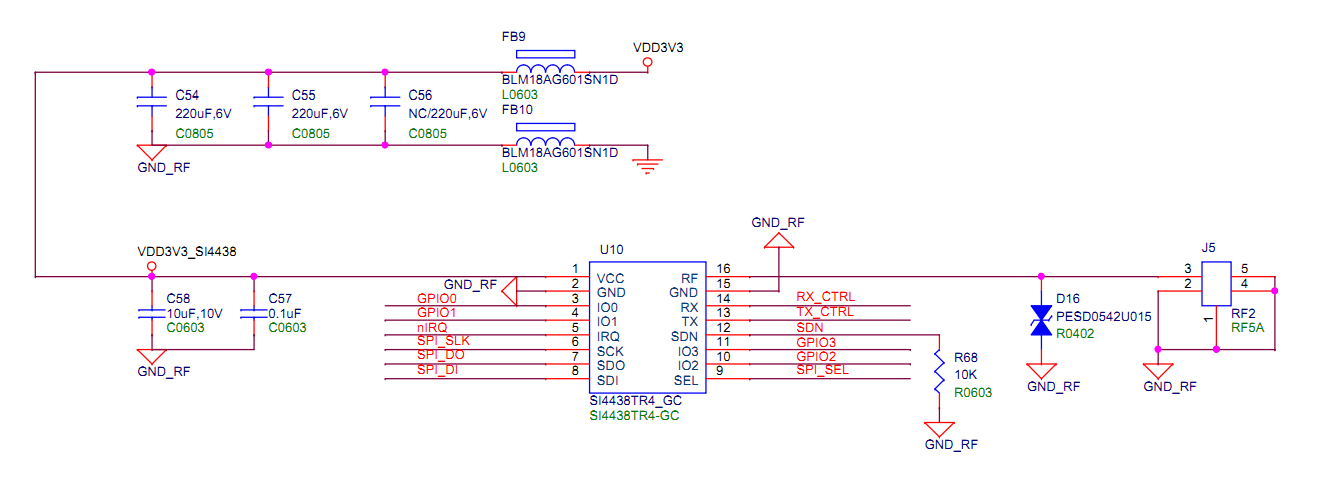 FB9
VDD3V3
BLM18AG601SN1D
L0603
C54
220uF,6V
C0805
C55
220uF,6V
C0805
C56
NC/220uF,6V
C0805
FB10
BLM18AG601SN1D
L0603
GND_RF
VDD3V3_SI4438
C58
10uF,10V
C0603
C57
0.1uF
C0603
GND_RF
GND_RF
U10
1 VCC RF 16
2 GND GND 15
GPIO0 3 IO0 RX 14 RX_CTRL
GPIO1 4 IO1 TX 13 TX_CTRL
nIRQ 5 IRQ SDN 12 SDN
SPI_SLK 6 SCK IO3 11 GPIO3
SPI_DO 7 SDO IO2 10 GPIO2
SPI_DI 8 SDI SEL 9 SPI_SEL
SI4438TR4_GC
SI4438TR4-GC
GND_RF
R68
10K
R0603
GND_RF
D16
PESD0542U015
R0402
GND_RF
J5
3 5
2 4
1
RF2
RF5A
GND_RF